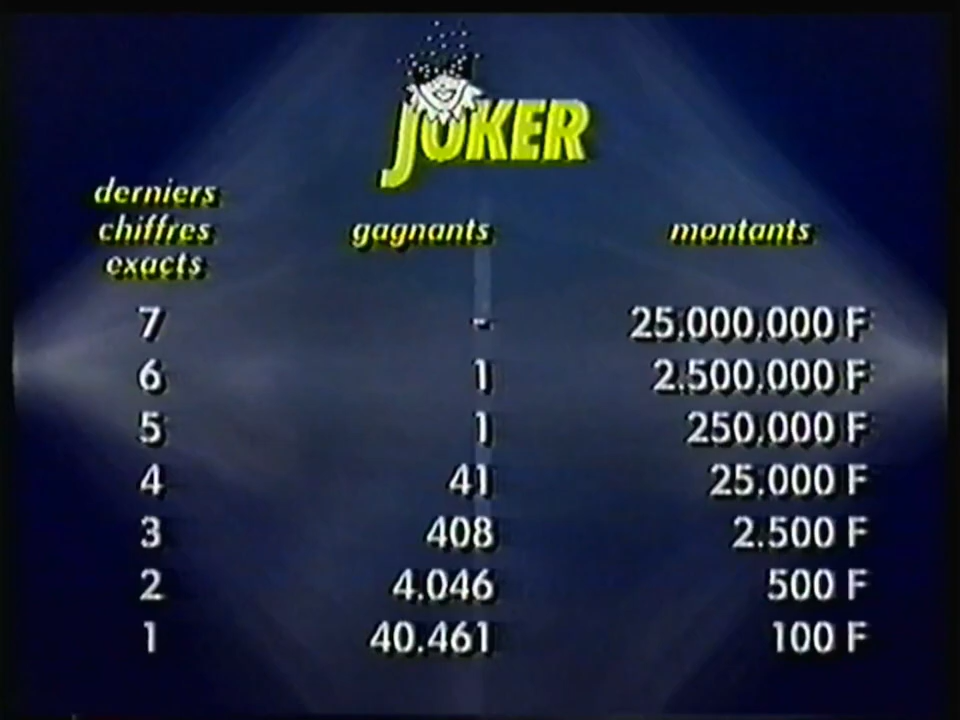 JOKER
derniers
chiffres gagnants montants
exacts
7 - 25.000.000 F
6 1 2.500.000 F
5 1 250.000 F
4 41 25.000 F
3 408 2.500 F
2 4.046 500 F
1 40.461 100 F